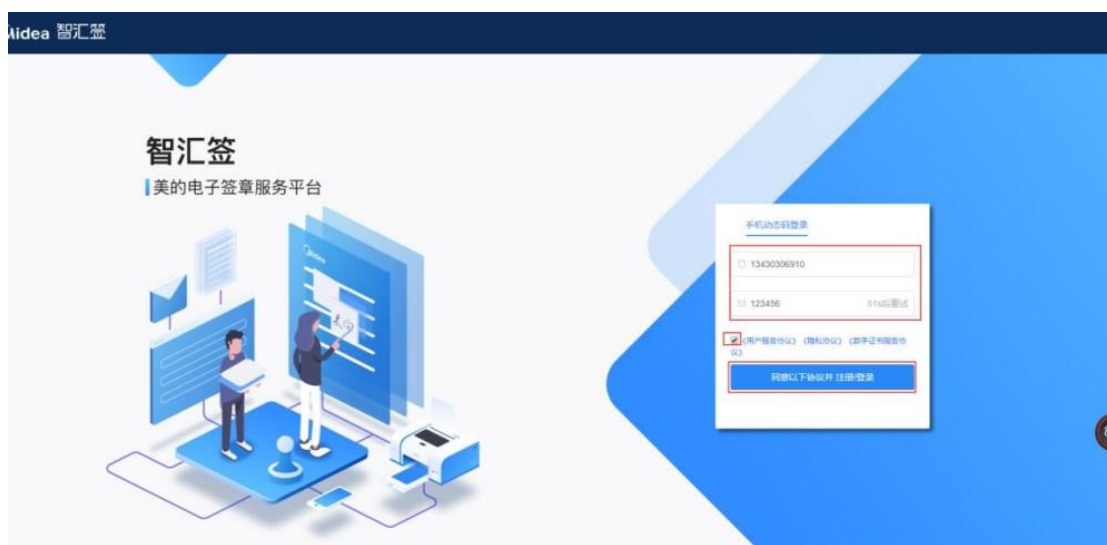 Midea 智汇签
智汇签
美的电子签章服务平台
Midea
手机动态码登录
13430306910
123456 51s后重试
《用户服务协议》《隐私协议》《数字证书服务协
议》
同意以下协议并 注册/登录